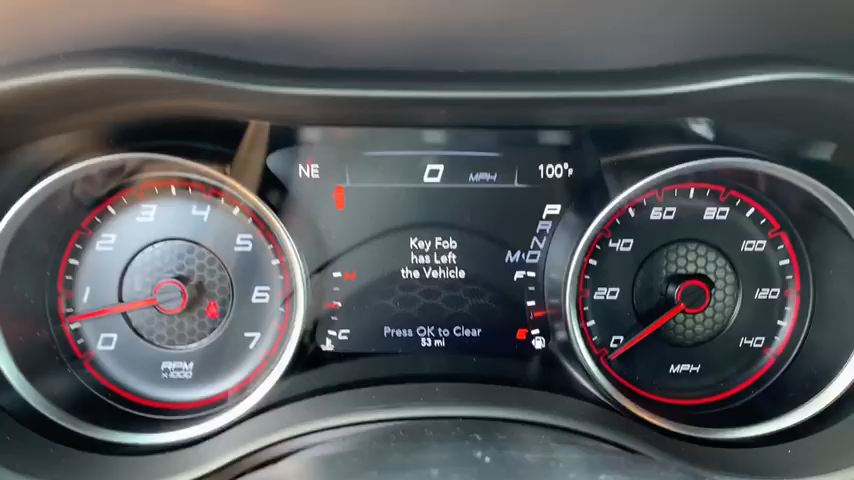 NE 0 MPH 100°F
Key Fob
has Left
the Vehicle
Press OK to Clear
53 mi
P
R
N
M D
H
C
F
E
0 1 2 3 4 5 6 7
RPM
x1000
0 20 40 60 80 100 120 140
MPH